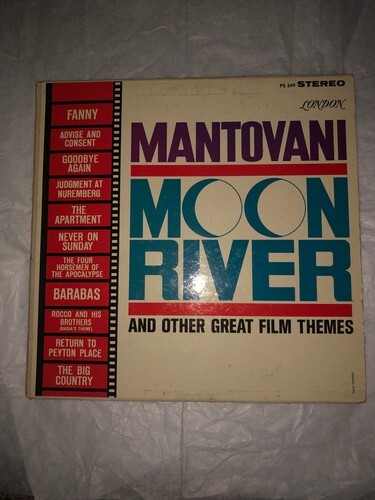 PS 249 STEREO
LONDON
MANTOVANI
MOON
RIVER
AND OTHER GREAT FILM THEMES
FANNY
ADVISE AND
CONSENT
GOODBYE
AGAIN
JUDGMENT AT
NUREMBERG
THE
APARTMENT
NEVER ON
SUNDAY
THE FOUR
HORSEMEN OF
THE APOCALYPSE
BARABAS
ROCCO AND HIS
BROTHERS
(NADIA'S THEME)
RETURN TO
PEYTON PLACE
THE BIG
COUNTRY